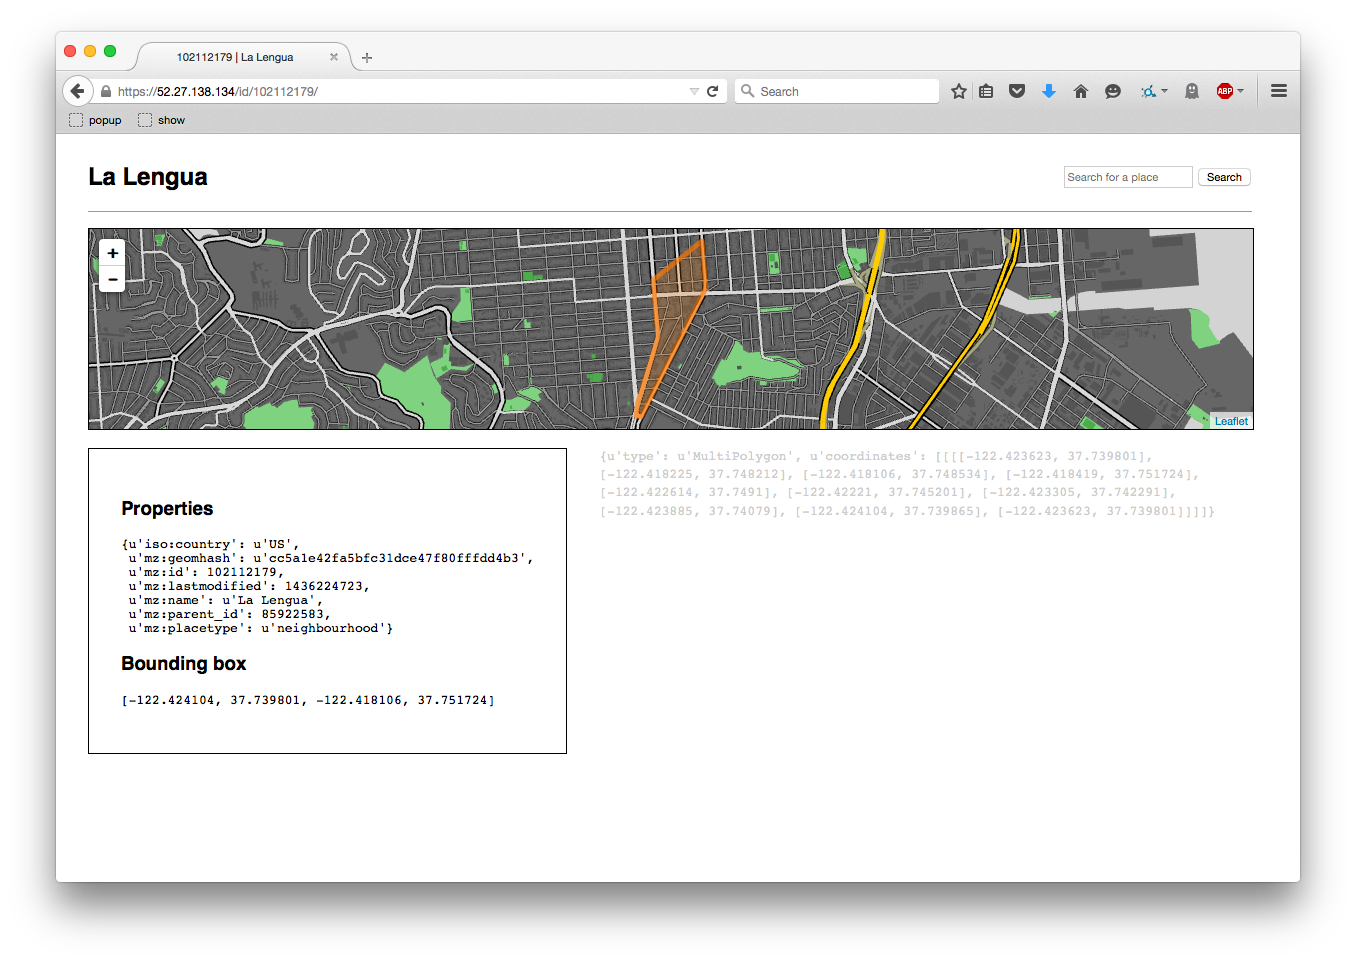 102112179 | La Lengua
https://52.27.138.134/id/102112179/
Search
ABP
popup
show
La Lengua
Search for a place
Search
+
−
Leaflet
{u'type': u'MultiPolygon', u'coordinates': [[[[-122.423623, 37.739801],
[-122.418225, 37.748212], [-122.418106, 37.748534], [-122.418419, 37.751724],
[-122.422614, 37.7491], [-122.42221, 37.745201], [-122.423305, 37.742291],
[-122.423885, 37.74079], [-122.424104, 37.739865], [-122.423623, 37.739801]]]]}
Properties
{u'iso:country': u'US',
u'mz:geomhash': u'cc5a1e42fa5bfc31dce47f80fffdd4b3',
u'mz:id': 102112179,
u'mz:lastmodified': 1436224723,
u'mz:name': u'La Lengua',
u'mz:parent_id': 85922583,
u'mz:placetype': u'neighbourhood'}
Bounding box
[-122.424104, 37.739801, -122.418106, 37.751724]